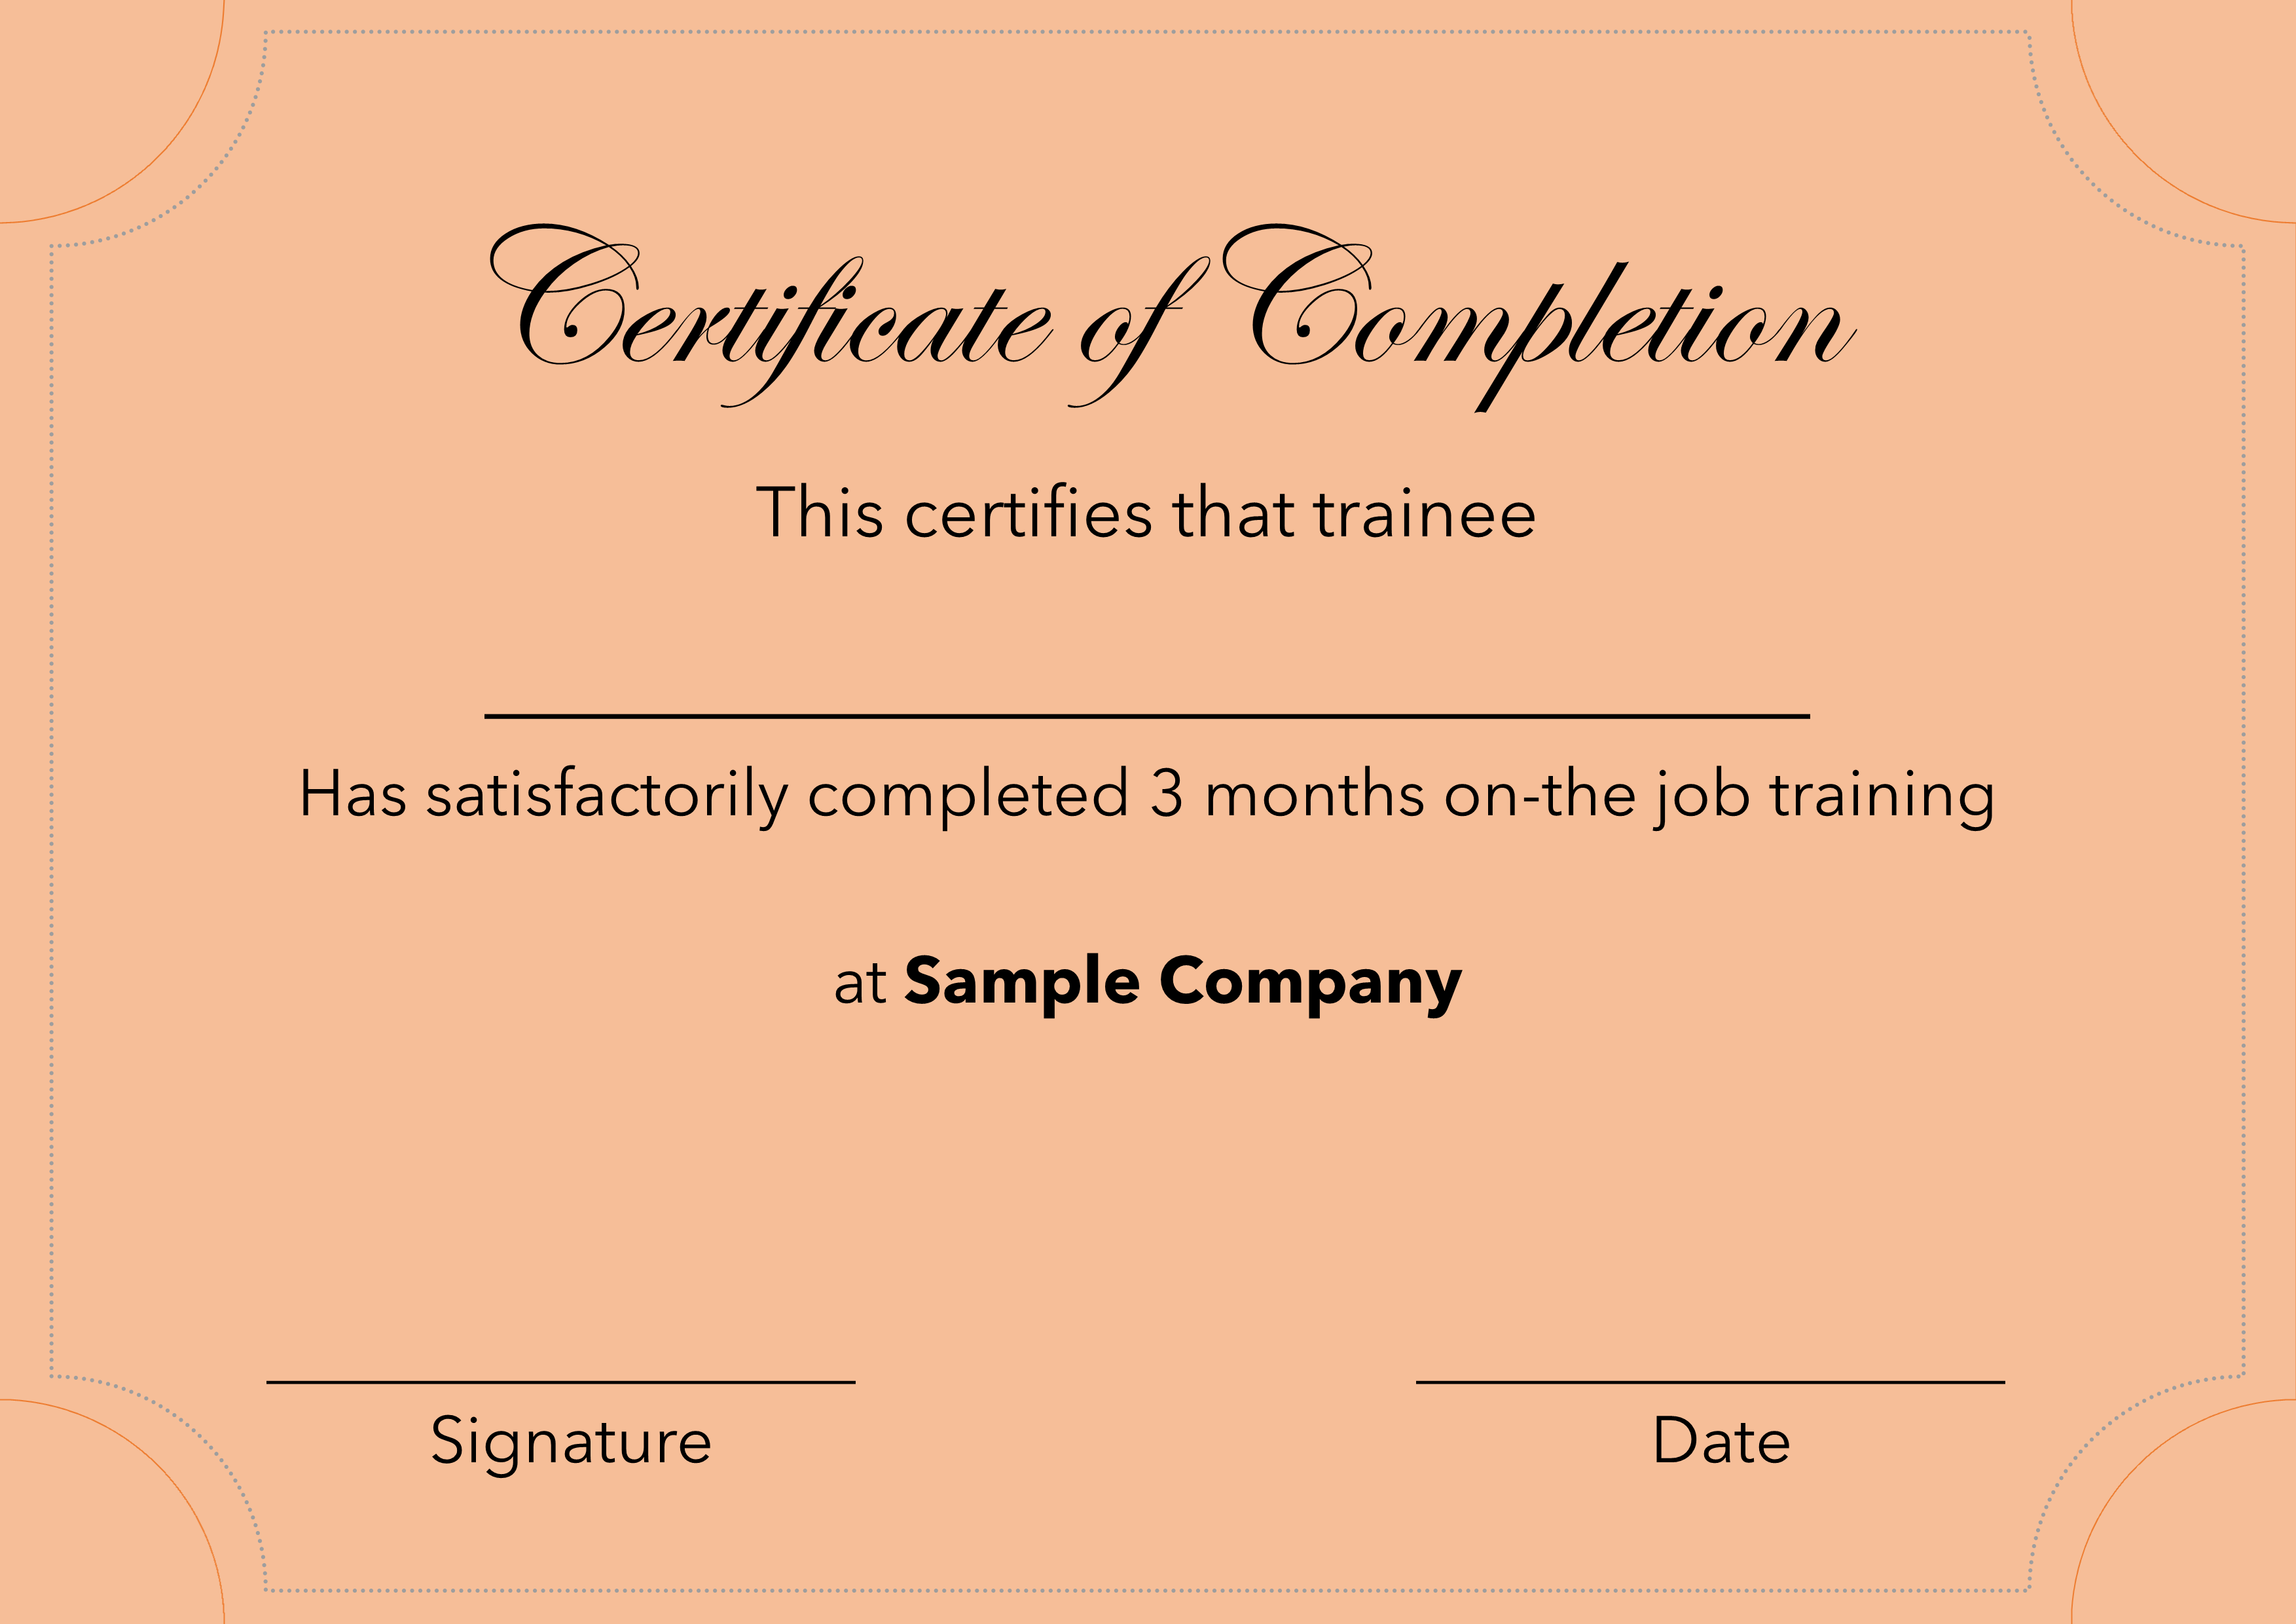 Certificate of Completion
This certifies that trainee
Has satisfactorily completed 3 months on-the job training
at Sample Company
Signature
Date